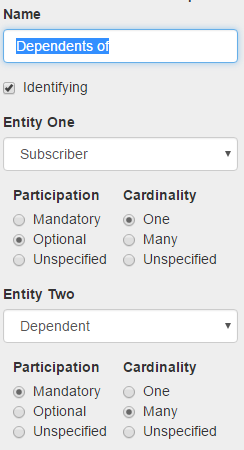 Name
Dependents of
Identifying
Entity One
Subscriber
Participation Cardinality
Mandatory One
Optional Many
Unspecified Unspecified
Entity Two
Dependent
Participation Cardinality
Mandatory One
Optional Many
Unspecified Unspecified